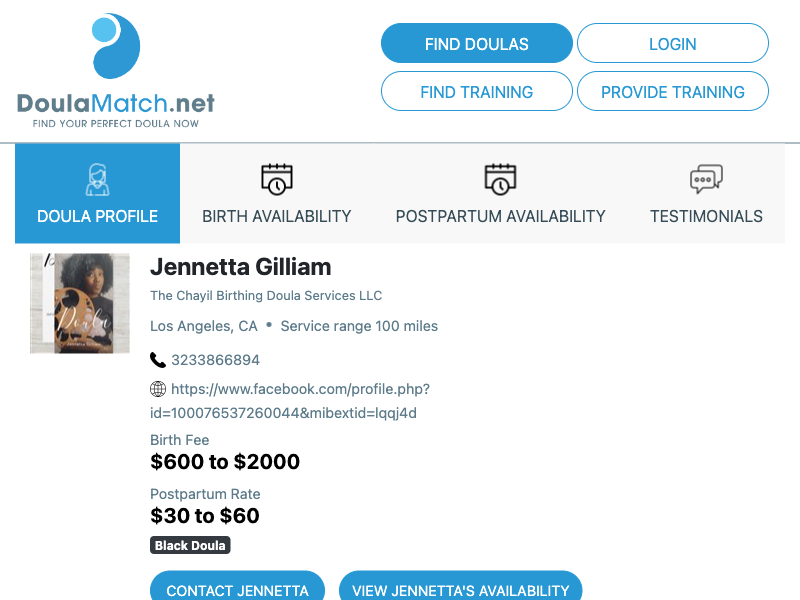 DoulaMatch.net
FIND YOUR PERFECT DOULA NOW
FIND DOULAS
LOGIN
FIND TRAINING
PROVIDE TRAINING
DOULA PROFILE
BIRTH AVAILABILITY
POSTPARTUM AVAILABILITY
TESTIMONIALS
Doula
Jennetta Gilliam
The Chayil Birthing Doula Services LLC
Los Angeles, CA • Service range 100 miles
3233866894
https://www.facebook.com/profile.php?
id=100076537260044&mibextid=lqqj4d
Birth Fee
$600 to $2000
Postpartum Rate
$30 to $60
Black Doula
CONTACT JENNETTA
VIEW JENNETTA'S AVAILABILITY